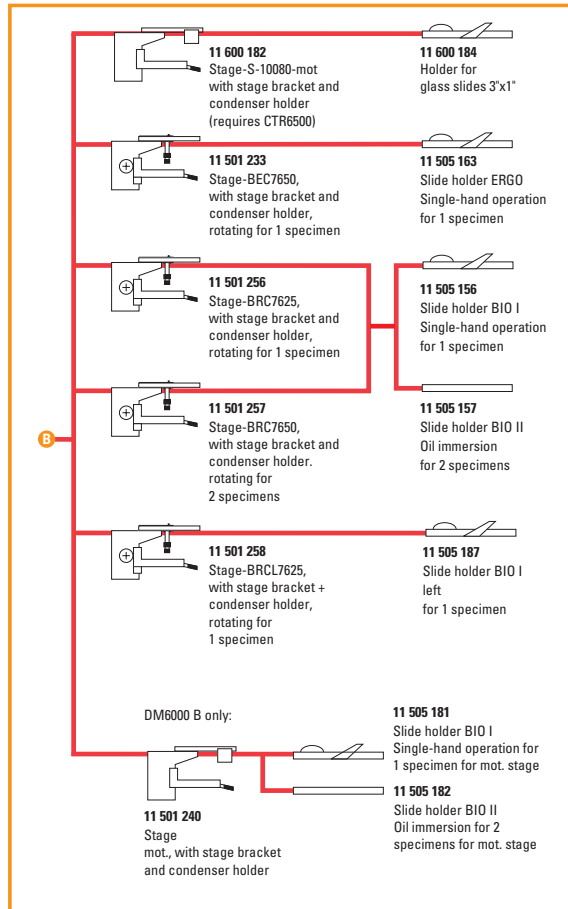 11 600 182
Stage-S-10080-mot
with stage bracket and
condenser holder
(requires CTR6500)
11 600 184
Holder for
glass slides 3"x1"
11 501 233
Stage-BEC7650,
with stage bracket and
condenser holder,
rotating for 1 specimen
11 505 163
Slide holder ERGO
Single-hand operation
for 1 specimen
11 501 256
Stage-BRC7625,
with stage bracket and
condenser holder,
rotating for 1 specimen
11 505 156
Slide holder BIO I
Single-hand operation
for 1 specimen
11 501 257
Stage-BRC7650,
with stage bracket and
condenser holder.
rotating for
2 specimens
11 505 157
Slide holder BIO II
Oil immersion
for 2 specimens
B
11 501 258
Stage-BRCL7625,
with stage bracket +
condenser holder,
rotating for
1 specimen
11 505 187
Slide holder BIO I
left
for 1 specimen
DM6000 B only:
11 501 240
Stage
mot., with stage bracket
and condenser holder
11 505 181
Slide holder BIO I
Single-hand operation for
1 specimen for mot. stage
11 505 182
Slide holder BIO II
Oil immersion for 2
specimens for mot. stage